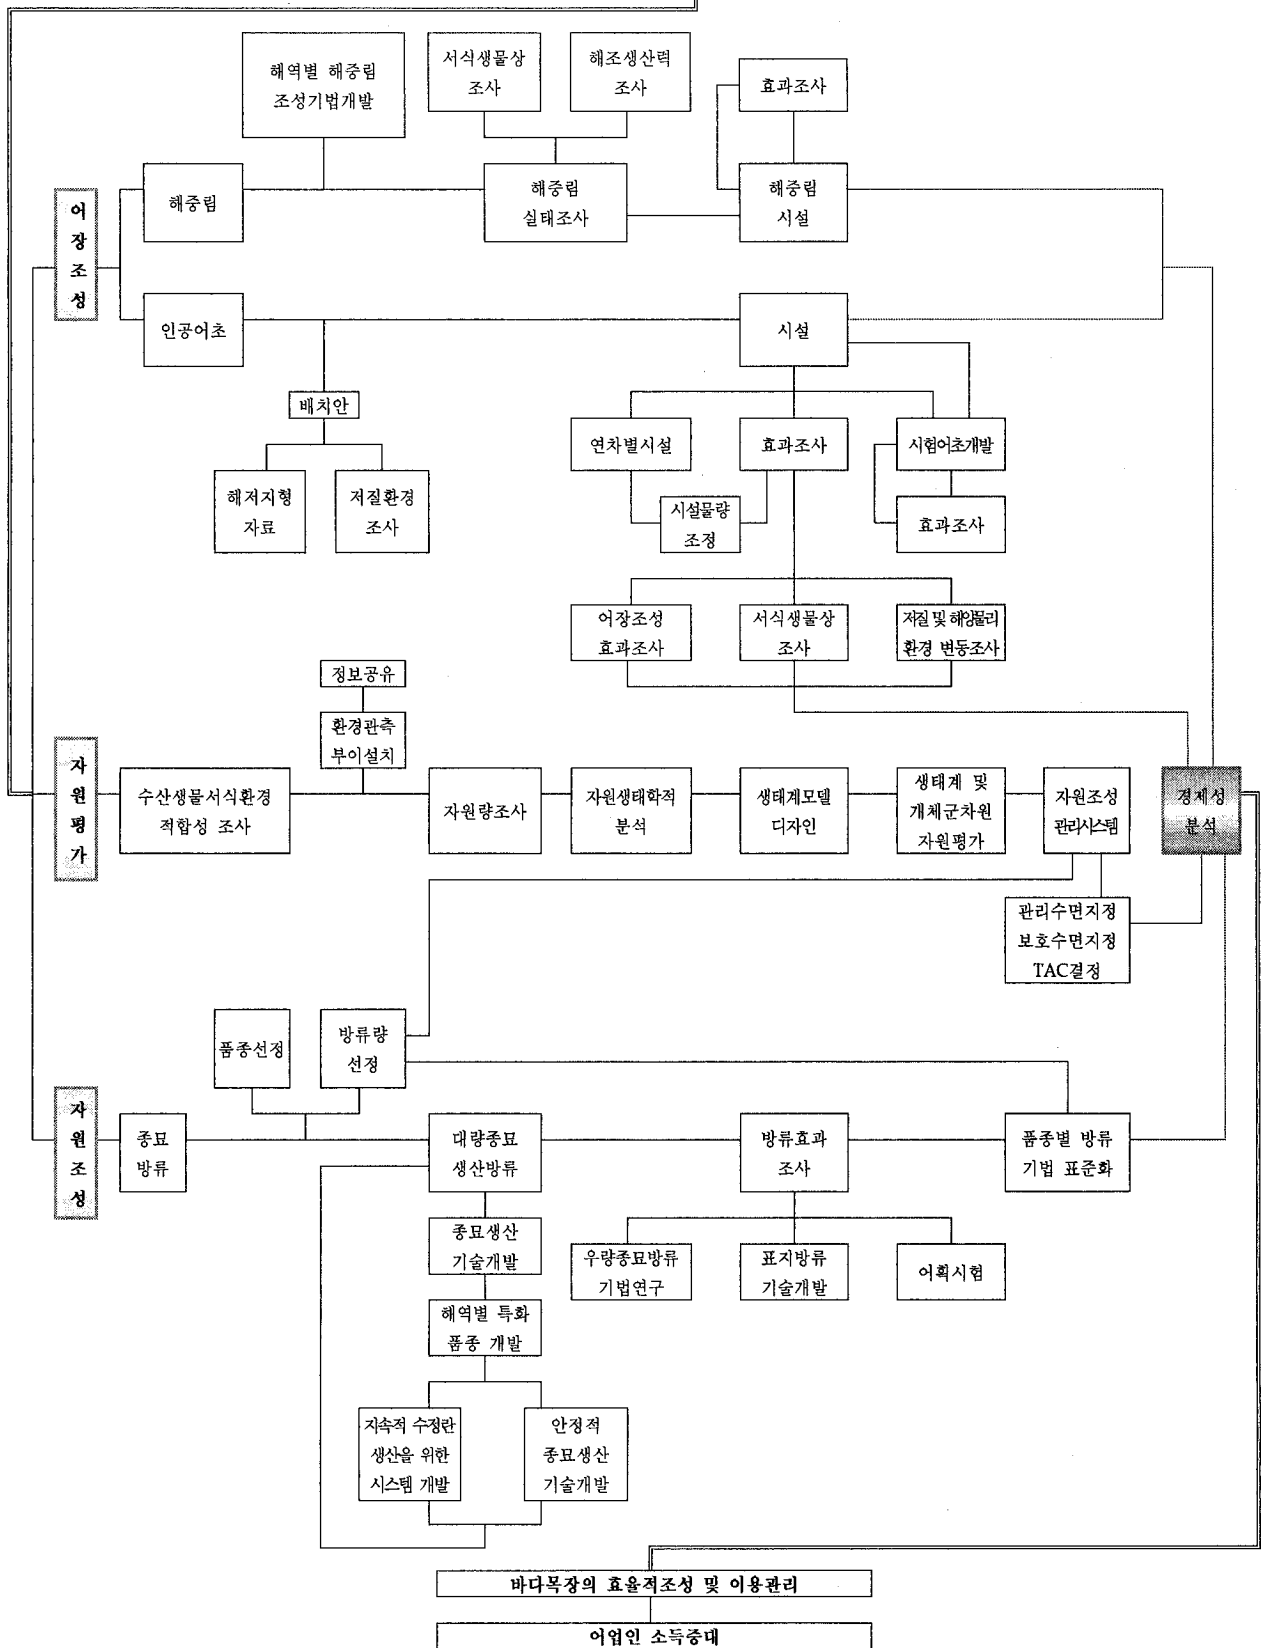 해역별 해중림
조성기법개발
서식생물상
조사
해조생산력
조사
효과조사
어
장
조
성
해중림
해중림
실태조사
해중림
시설
인공어초
시설
배치안
해저지형
자료
저질환경
조사
연차별시설
효과조사
시험어초개발
시설물량
조정
효과조사
어장조성
효과조사
서식생물상
조사
저질 및 해양물리
환경 변동조사
정보공유
환경관측
부이설치
자
원
평
가
수산생물서식환경
적합성 조사
자원량조사
자원생태학적
분석
생태계모델
디자인
생태계 및
개체군차원
자원평가
자원조성
관리시스템
경제성
분석
관리수면지정
보호수면지정
TAC결정
품종선정
방류량
선정
자
원
조
성
종묘
방류
대량종묘
생산방류
방류효과
조사
품종별 방류
기법 표준화
종묘생산
기술개발
우량종묘방류
기법연구
표지방류
기술개발
어획시험
해역별 특화
품종 개발
지속적 수정란
생산을 위한
시스템 개발
안정적
종묘생산
기술개발
바다목장의 효율적조성 및 이용관리
어업인 소득증대